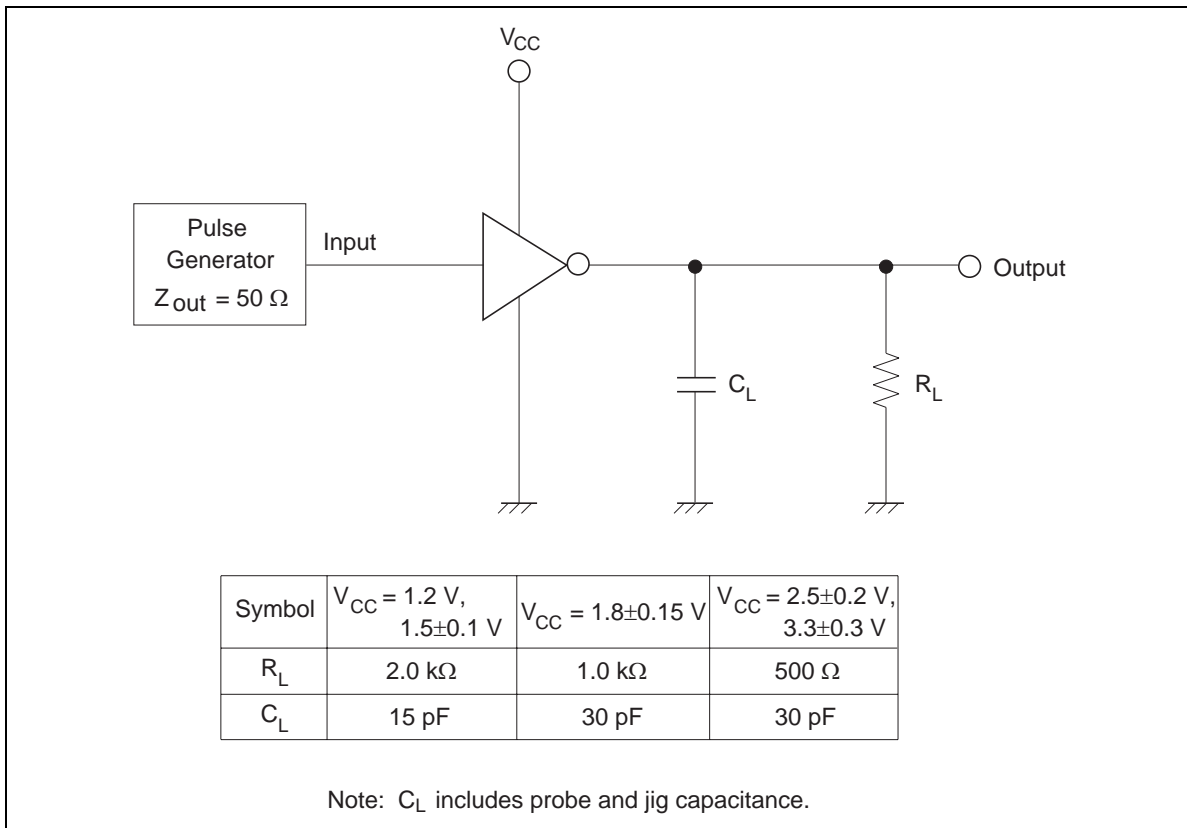 VCC
Pulse
Generator
Zout = 50 Ω
Input
Output
CL
RL
Symbol
VCC = 1.2 V,
1.5±0.1 V
VCC = 1.8±0.15 V
VCC = 2.5±0.2 V,
3.3±0.3 V
RL
2.0 kΩ
1.0 kΩ
500 Ω
CL
15 pF
30 pF
30 pF
Note: CL includes probe and jig capacitance.